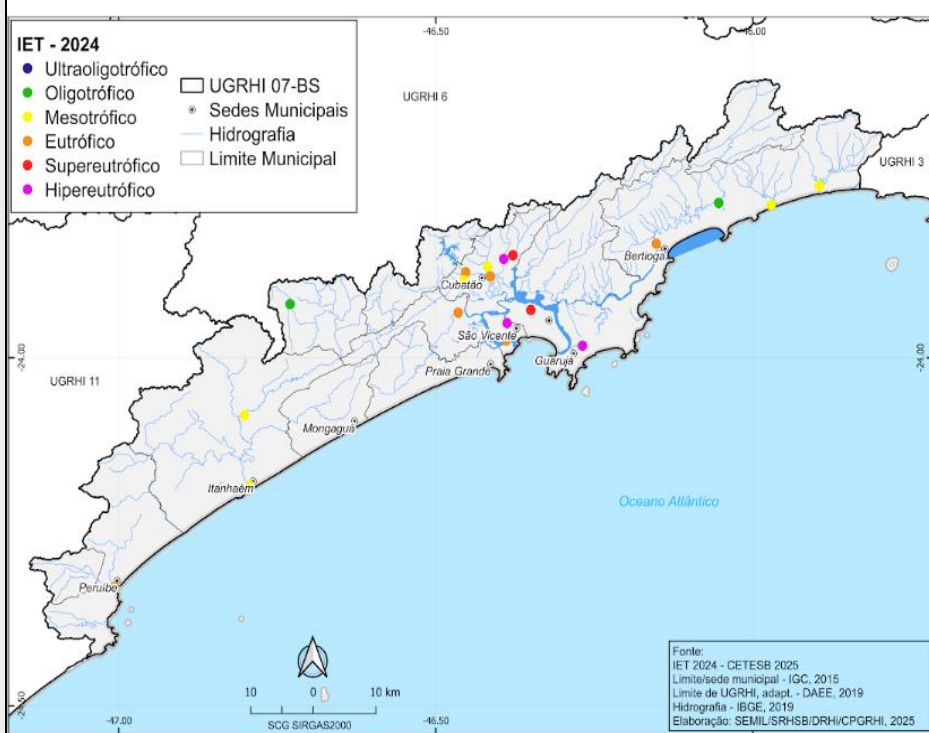 IET - 2024
Ultraoligotrófico
Oligotrófico
Mesotrófico
Eutrófico
Supereutrófico
Hipereutrófico
UGRHI 07-BS
Sedes Municipais
Hidrografia
Limite Municipal
-46.50
-46.00
UGRHI 6
UGRHI 3
Bertioga
Cubatão
São Vicente
Guarujá
Praia Grande
-24.00
-24.00
UGRHI 11
Mongaguá
Itanhaém
Oceano Atlântico
Peruíbe
10 0 10 km
SCG SIRGAS2000
-24.50
-47.00
-46.50
Fonte:
IET 2024 - CETESB 2025
Limite/sede municipal - IGC, 2015
Limite de UGRHI, adapt. - DAEE, 2019
Hidrografia - IBGE, 2019
Elaboração: SEMIL/SRHSB/DRHi/CPGRHI, 2025